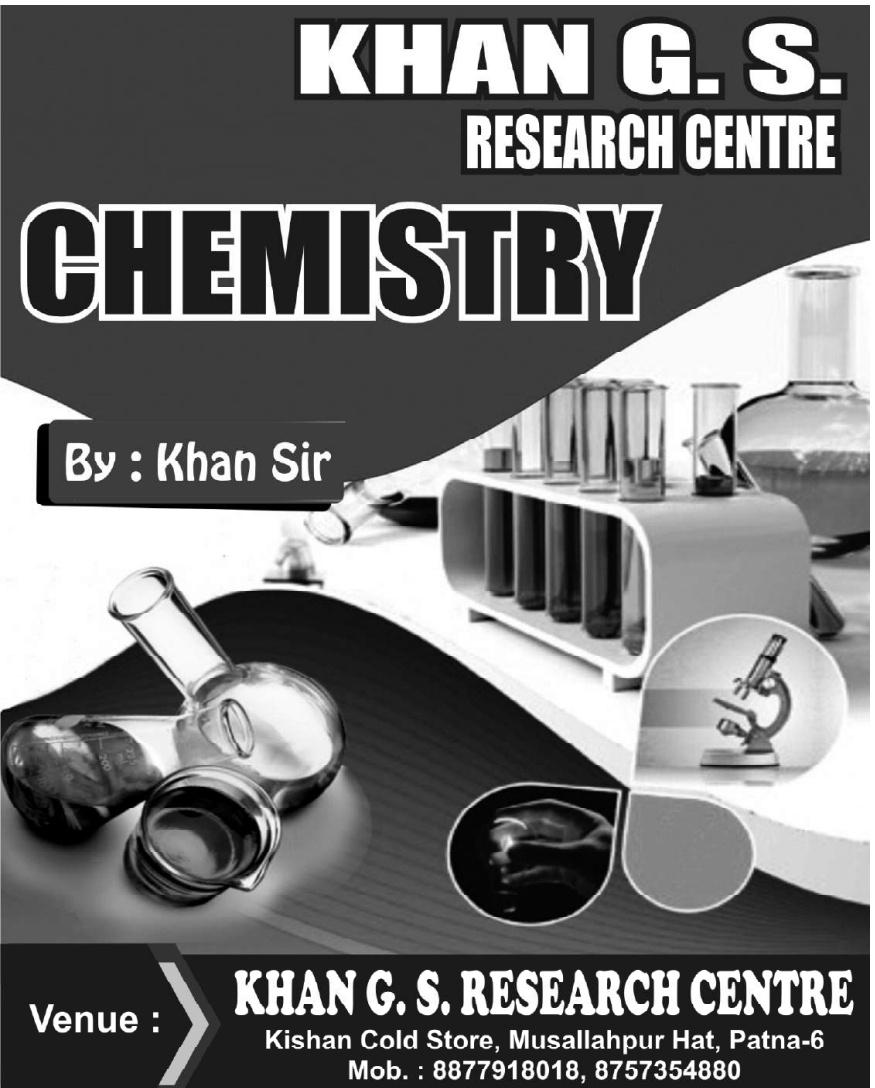 KHAN G. S.
RESEARCH CENTRE
CHEMISTRY
By : Khan Sir
200
Venue :
KHAN G. S. RESEARCH CENTRE
Kishan Cold Store, Musallahpur Hat, Patna-6
Mob. : 8877918018, 8757354880